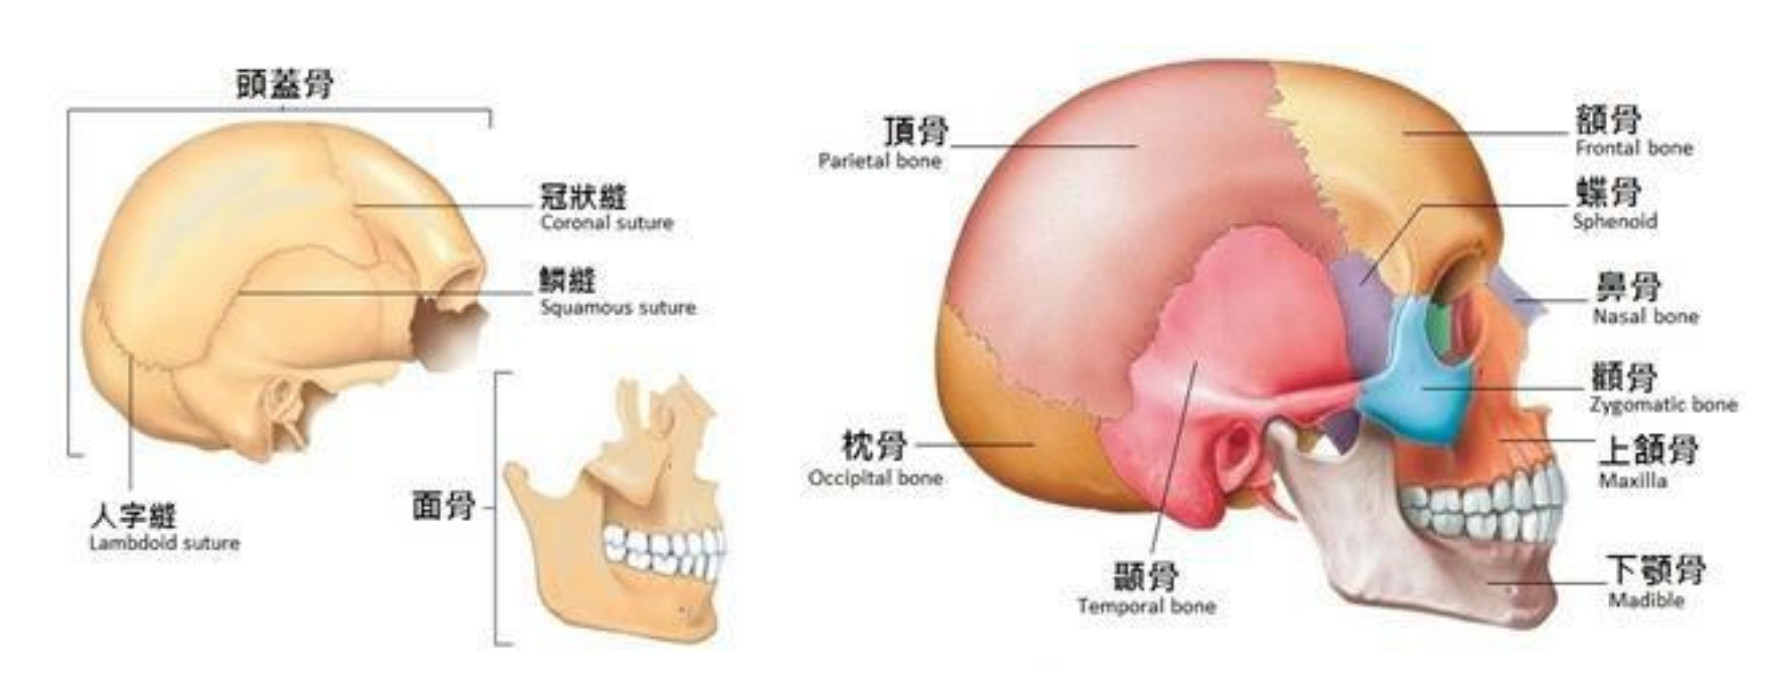 頭蓋骨
冠狀縫
Coronal suture
鱗縫
Squamous suture
人字縫
Lambdoid suture
面骨
頂骨
Parietal bone
額骨
Frontal bone
蝶骨
Sphenoid
鼻骨
Nasal bone
顴骨
Zygomatic bone
枕骨
Occipital bone
上頷骨
Maxilla
顳骨
Temporal bone
下顎骨
Madible